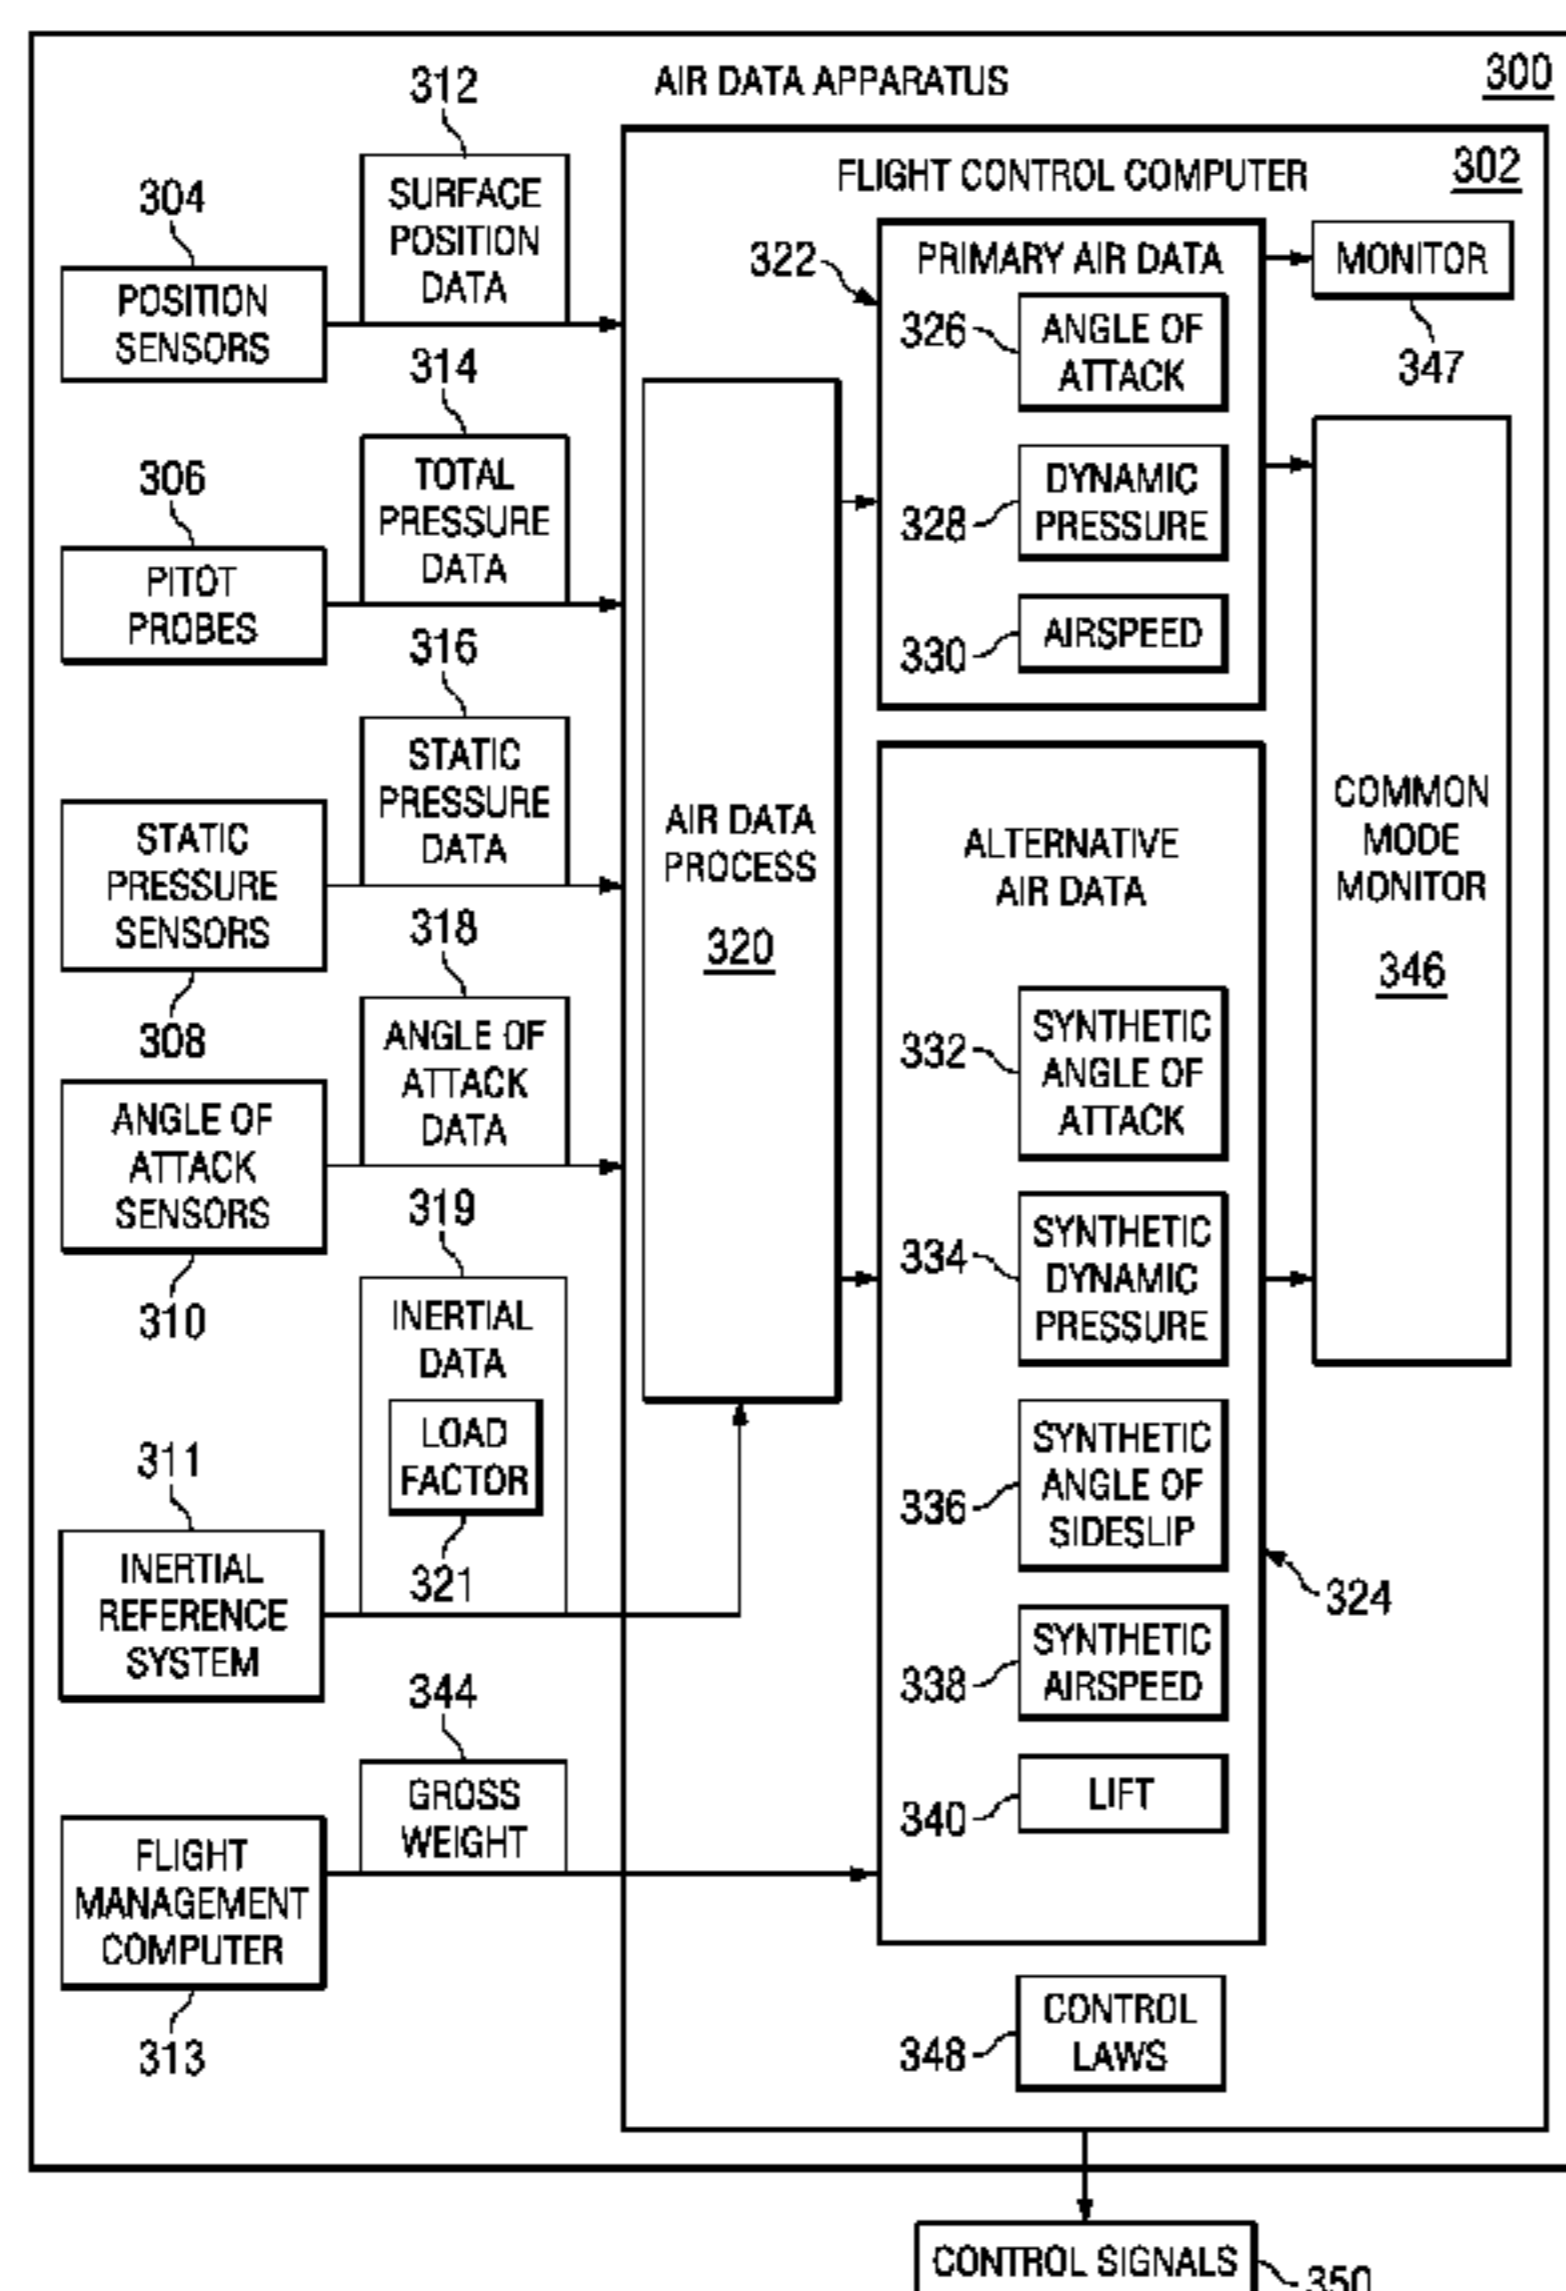 AIR DATA APPARATUS
300
312
FLIGHT CONTROL COMPUTER
302
304
SURFACE
POSITION
DATA
POSITION
SENSORS
322
PRIMARY AIR DATA
MONITOR
347
326
ANGLE OF
ATTACK
314
328
DYNAMIC
PRESSURE
306
TOTAL
PRESSURE
DATA
PITOT
PROBES
330
AIRSPEED
316
STATIC
PRESSURE
DATA
STATIC
PRESSURE
SENSORS
308
AIR DATA
PROCESS
320
ALTERNATIVE
AIR DATA
COMMON
MODE
MONITOR
346
318
ANGLE OF
ATTACK
DATA
332
SYNTHETIC
ANGLE OF
ATTACK
ANGLE OF
ATTACK
SENSORS
310
319
334
SYNTHETIC
DYNAMIC
PRESSURE
INERTIAL
DATA
LOAD
FACTOR
321
311
336
SYNTHETIC
ANGLE OF
SIDESLIP
324
INERTIAL
REFERENCE
SYSTEM
338
SYNTHETIC
AIRSPEED
344
GROSS
WEIGHT
340
LIFT
FLIGHT
MANAGEMENT
COMPUTER
313
348
CONTROL
LAWS
CONTROL SIGNALS
350